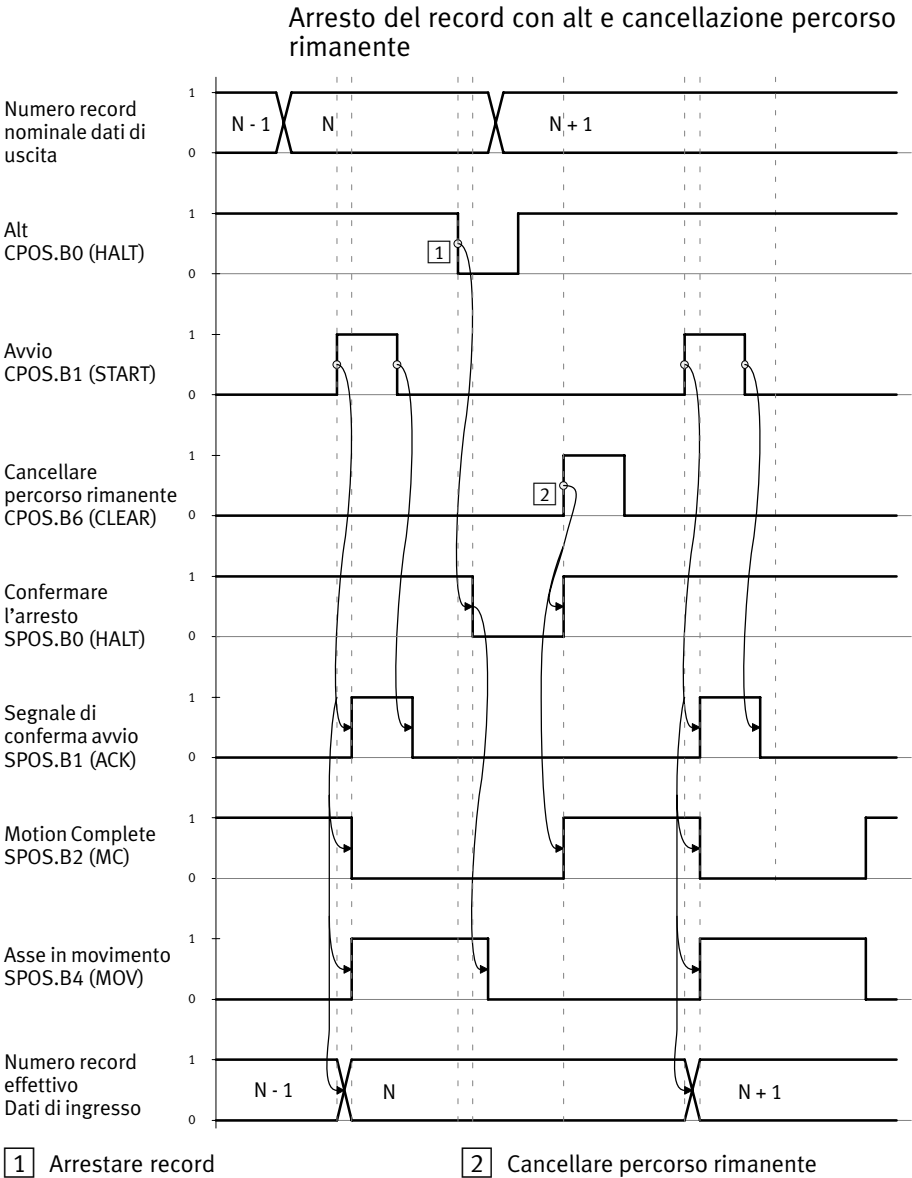 Arresto del record con alt e cancellazione percorso
rimanente
Numero record
nominale dati di
uscita
1
0
N - 1
N
N + 1
Alt
CPOS.B0 (HALT)
1
0
1
Avvio
CPOS.B1 (START)
1
0
Cancellare
percorso rimanente
CPOS.B6 (CLEAR)
1
0
2
Confermare
l'arresto
SPOS.B0 (HALT)
1
0
Segnale di
conferma avvio
SPOS.B1 (ACK)
1
0
Motion Complete
SPOS.B2 (MC)
1
0
Asse in movimento
SPOS.B4 (MOV)
1
0
Numero record
effettivo
Dati di ingresso
1
0
N - 1
N
N + 1
1 Arrestare record
2 Cancellare percorso rimanente